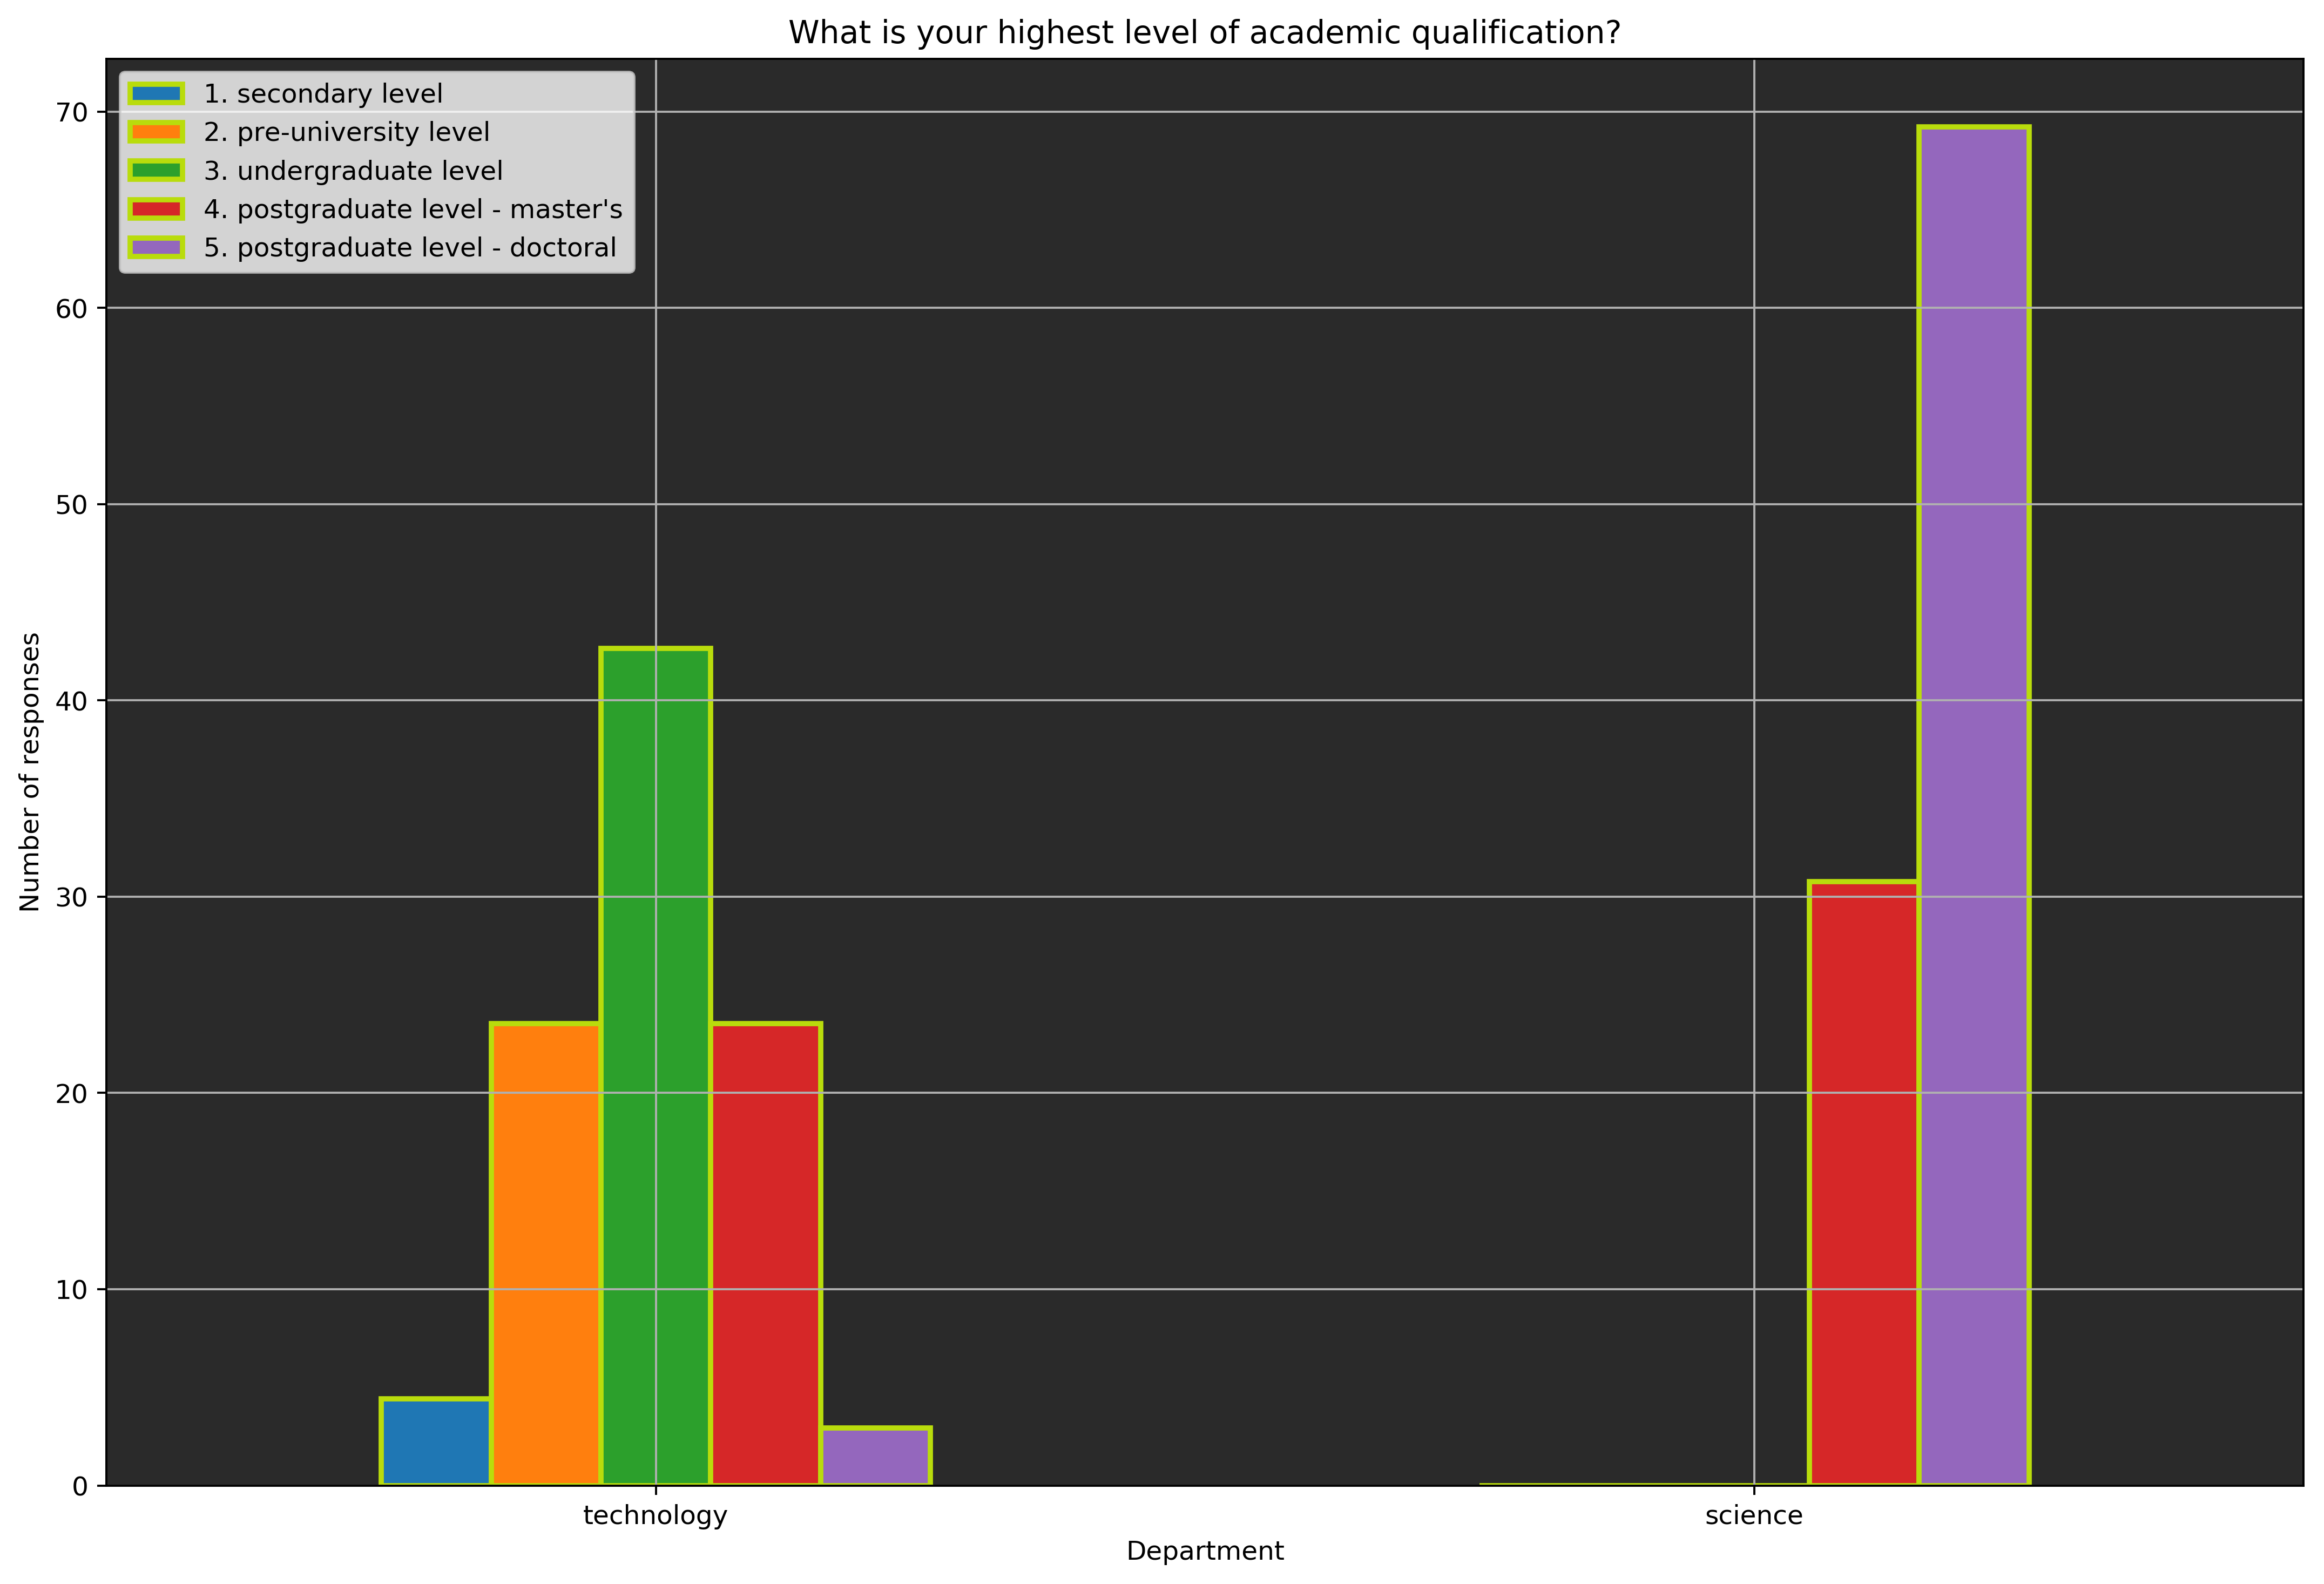 What is your highest level of academic qualification?
1. secondary level
2. pre-university level
3. undergraduate level
4. postgraduate level - master's
5. postgraduate level - doctoral
Number of responses
70
60
50
40
30
20
10
0
technology science
Department